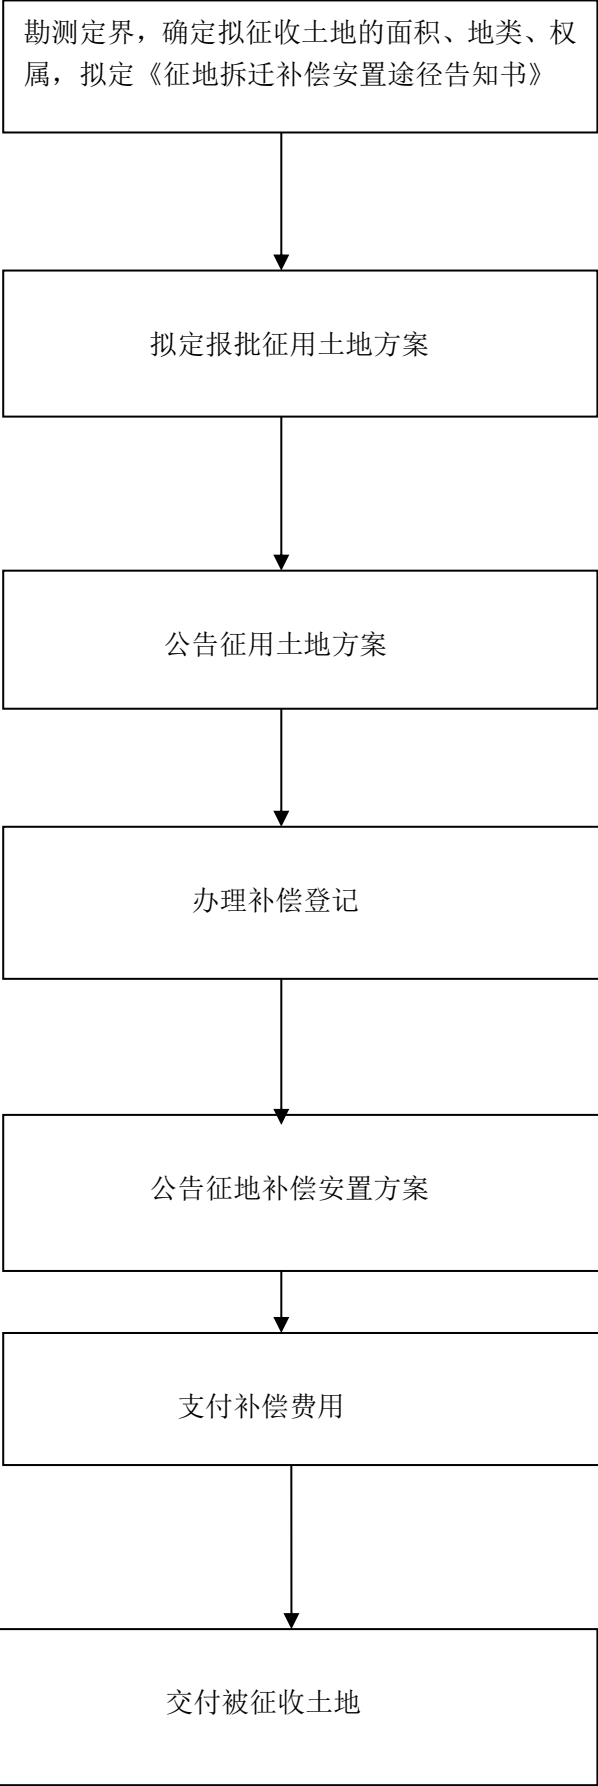 勘测定界，确定拟征收土地的面积、地类、权
属，拟定《征地拆迁补偿安置途径告知书》
拟定报批征用土地方案
公告征用土地方案
办理补偿登记
公告征地补偿安置方案
支付补偿费用
交付被征收土地